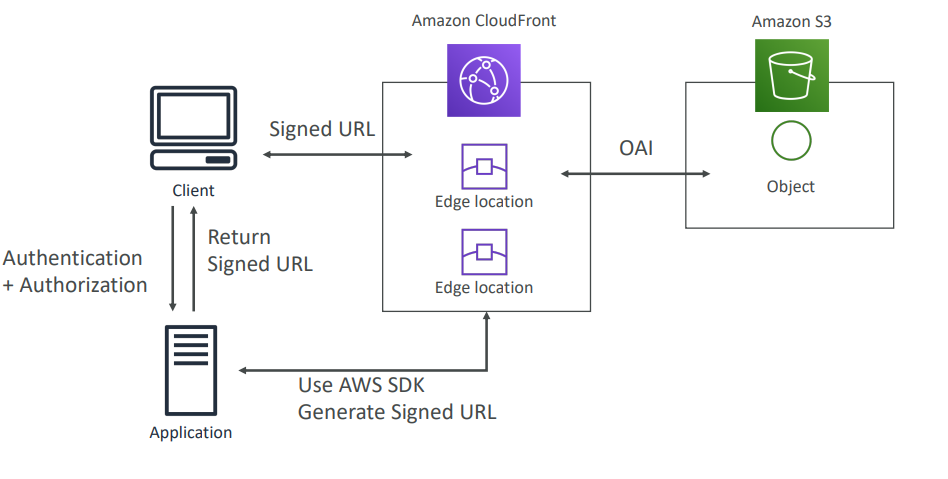 Amazon CloudFront
Amazon S3
Signed URL
OAI
Client
Edge location
Object
Authentication
+ Authorization
Return
Signed URL
Edge location
Use AWS SDK
Generate Signed URL
Application